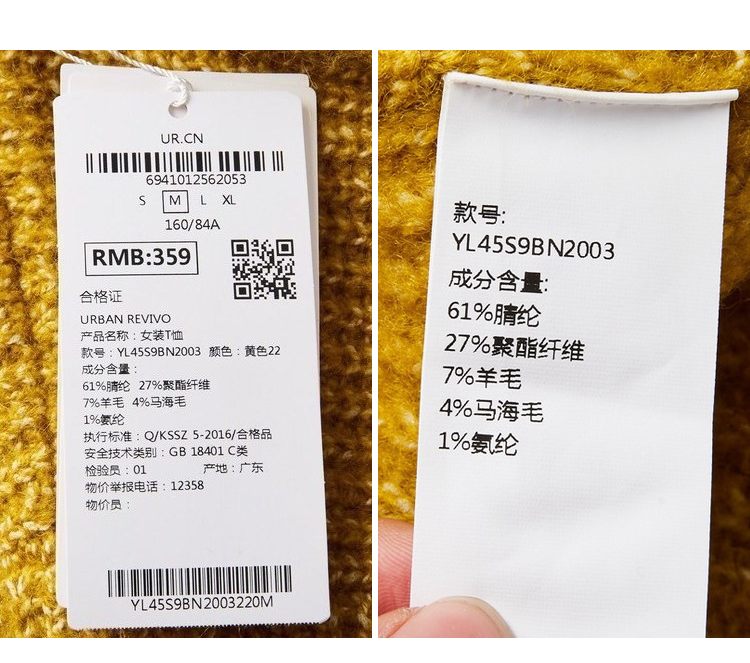 UR.CN
6941012562053
S M L XL
160/84A
RMB:359
合格证
URBAN REVIVO
产品名称：女装T恤
款号：YL45S9BN2003 颜色：黄色22
成分含量：
61%腈纶 27%聚酯纤维
7%羊毛 4%马海毛
1%氨纶
执行标准：Q/KSSZ 5-2016/合格品
安全技术类别：GB 18401 C类
检验员：01 产地：广东
物价举报电话：12358
物价员：
YL45S9BN2003220M
款号:
YL45S9BN2003
成分含量:
61%腈纶
27%聚酯纤维
7%羊毛
4%马海毛
1%氨纶